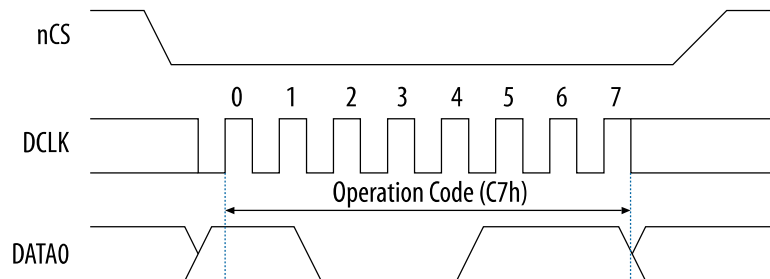 nCS
0 1 2 3 4 5 6 7
DCLK
Operation Code (C7h)
DATA0